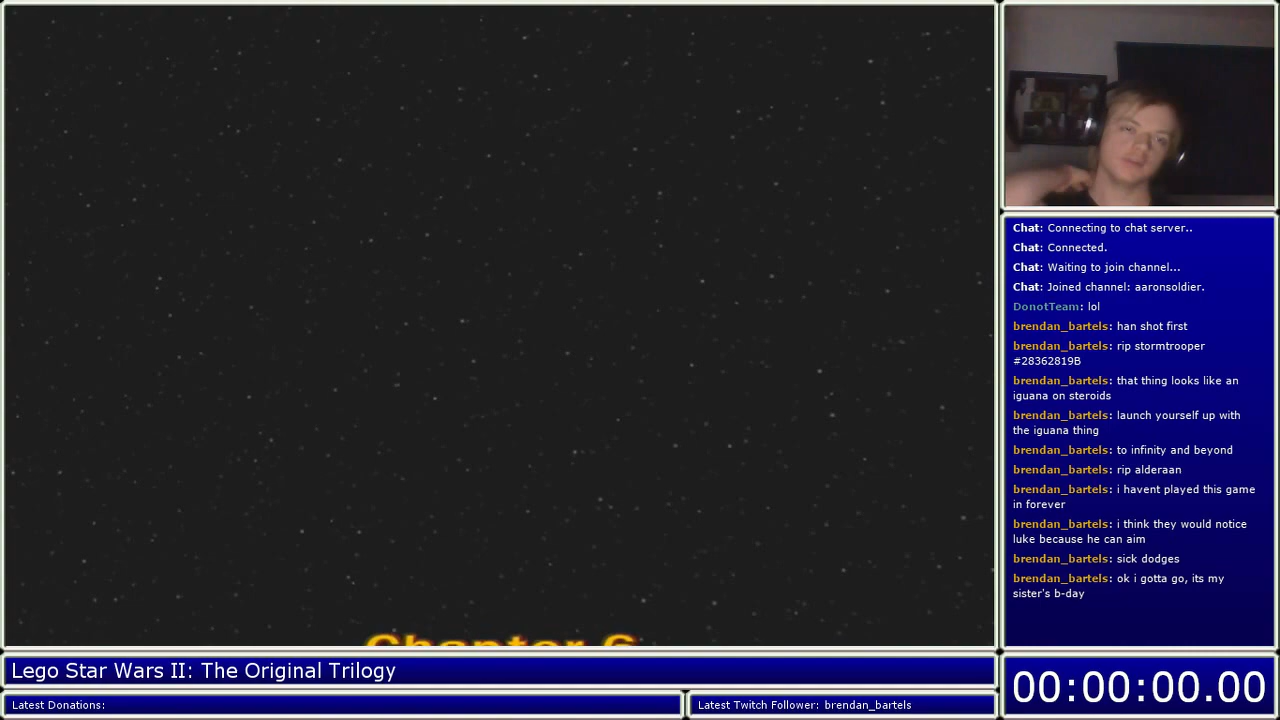 Chat: Connecting to chat server..
Chat: Connected.
Chat: Waiting to join channel...
Chat: Joined channel: aaronsoldier.
DonotTeam: lol
brendan_bartels: han shot first
brendan_bartels: rip stormtrooper
#28362819B
brendan_bartels: that thing looks like an
iguana on steroids
brendan_bartels: launch yourself up with
the iguana thing
brendan_bartels: to infinity and beyond
brendan_bartels: rip alderaan
brendan_bartels: i havent played this game
in forever
brendan_bartels: i think they would notice
luke because he can aim
brendan_bartels: sick dodges
brendan_bartels: ok i gotta go, its my
sister's b-day
Chapter 6
Lego Star Wars II: The Original Trilogy
00:00:00.00
Latest Donations:
Latest Twitch Follower: brendan_bartels